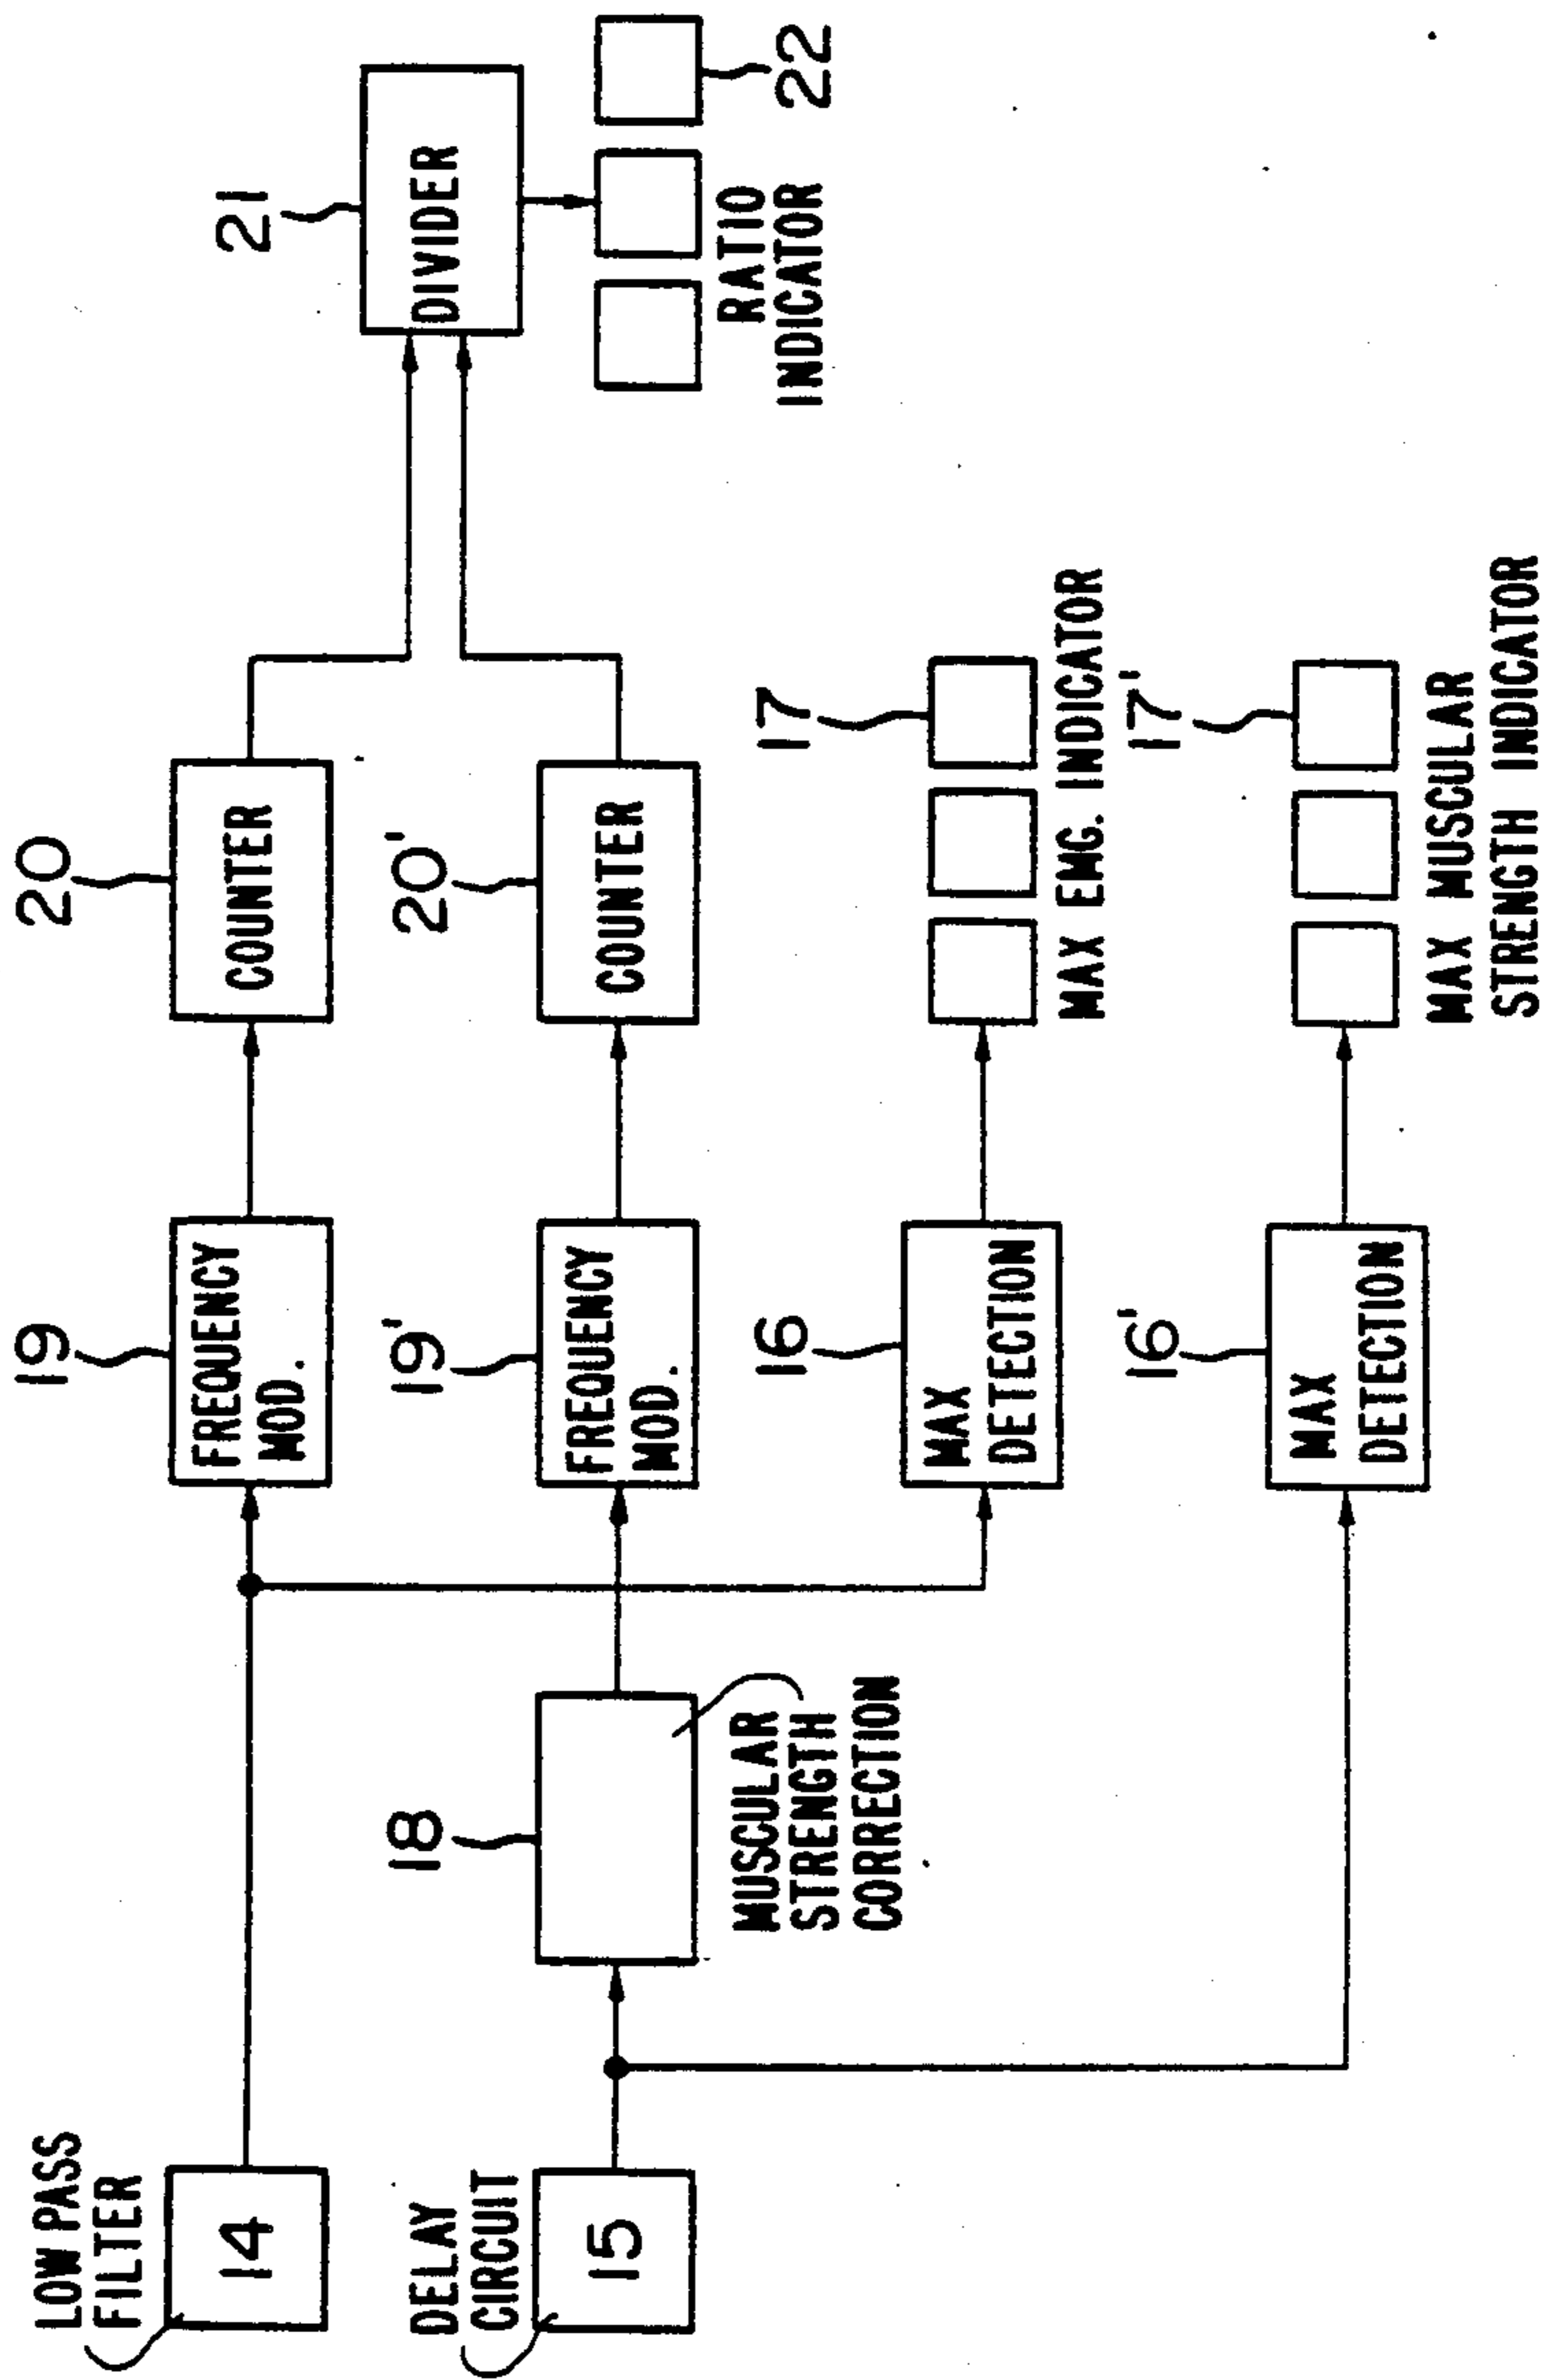 LOW PASS
FILTER
14
19
FREQUENCY
MOD.
20
COUNTER
21
DIVIDER
22
RATIO
INDICATOR
DELAY
CIRCUIT
15
18
MUSCULAR
STRENGTH
CORRECTION
19'
FREQUENCY
MOD.
20'
COUNTER
16
MAX
DETECTION
17
MAX EMG. INDICATOR
16'
MAX
DETECTION
17'
MAX MUSCULAR
STRENGTH INDICATOR